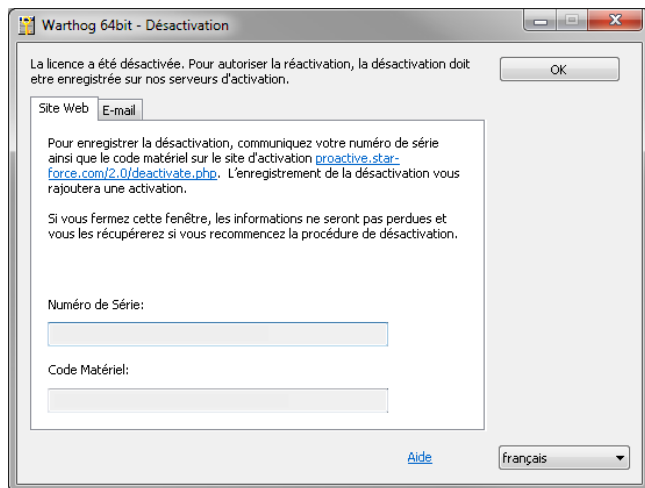 Warthog 64bit - Désactivation
La licence a été désactivée. Pour autoriser la réactivation, la désactivation doit
etre enregistrée sur nos serveurs d'activation.
OK
Site Web
E-mail
Pour enregistrer la désactivation, communiquez votre numéro de série
ainsi que le code matériel sur le site d'activation proactive.star-
force.com/2.0/deactivate.php. L'enregistrement de la désactivation vous
rajoutera une activation.
Si vous fermez cette fenêtre, les informations ne seront pas perdues et
vous les récupérerez si vous recommencez la procédure de désactivation.
Numéro de Série:
Code Matériel:
Aide
français